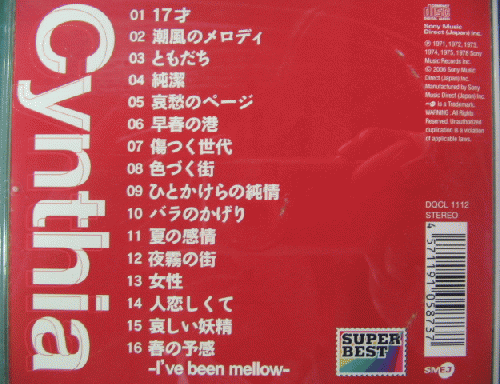 Cynthia
01 17才
02 潮風のメロディ
03 ともだち
04 純潔
05 哀愁のページ
06 早春の港
07 傷つく世代
08 色づく街
09 ひとかけらの純情
10 バラのかげり
11 夏の感情
12 夜霧の街
13 女性
14 人恋しくて
15 哀しい妖精
16 春の予感
-I've been mellow-
SUPER
BEST
Sony Music
Direct (Japan) Inc.
℗ 1971, 1972, 1973,
1974, 1975, 1978 Sony
Music Records Inc.
© 2006 Sony Music
Direct (Japan) Inc.
Manufactured by Sony
Music Direct (Japan) Inc.
is a Trademark.
WARNING: All Rights
Reserved. Unauthorized
duplication is a violation
of applicable laws.
DQCL 1112
STEREO
4571191058737
SMEJ